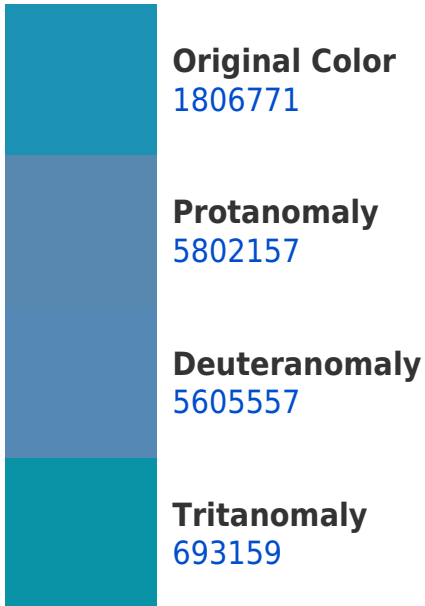 Original Color
1806771
Protanomaly
5802157
Deuteranomaly
5605557
Tritanomaly
693159